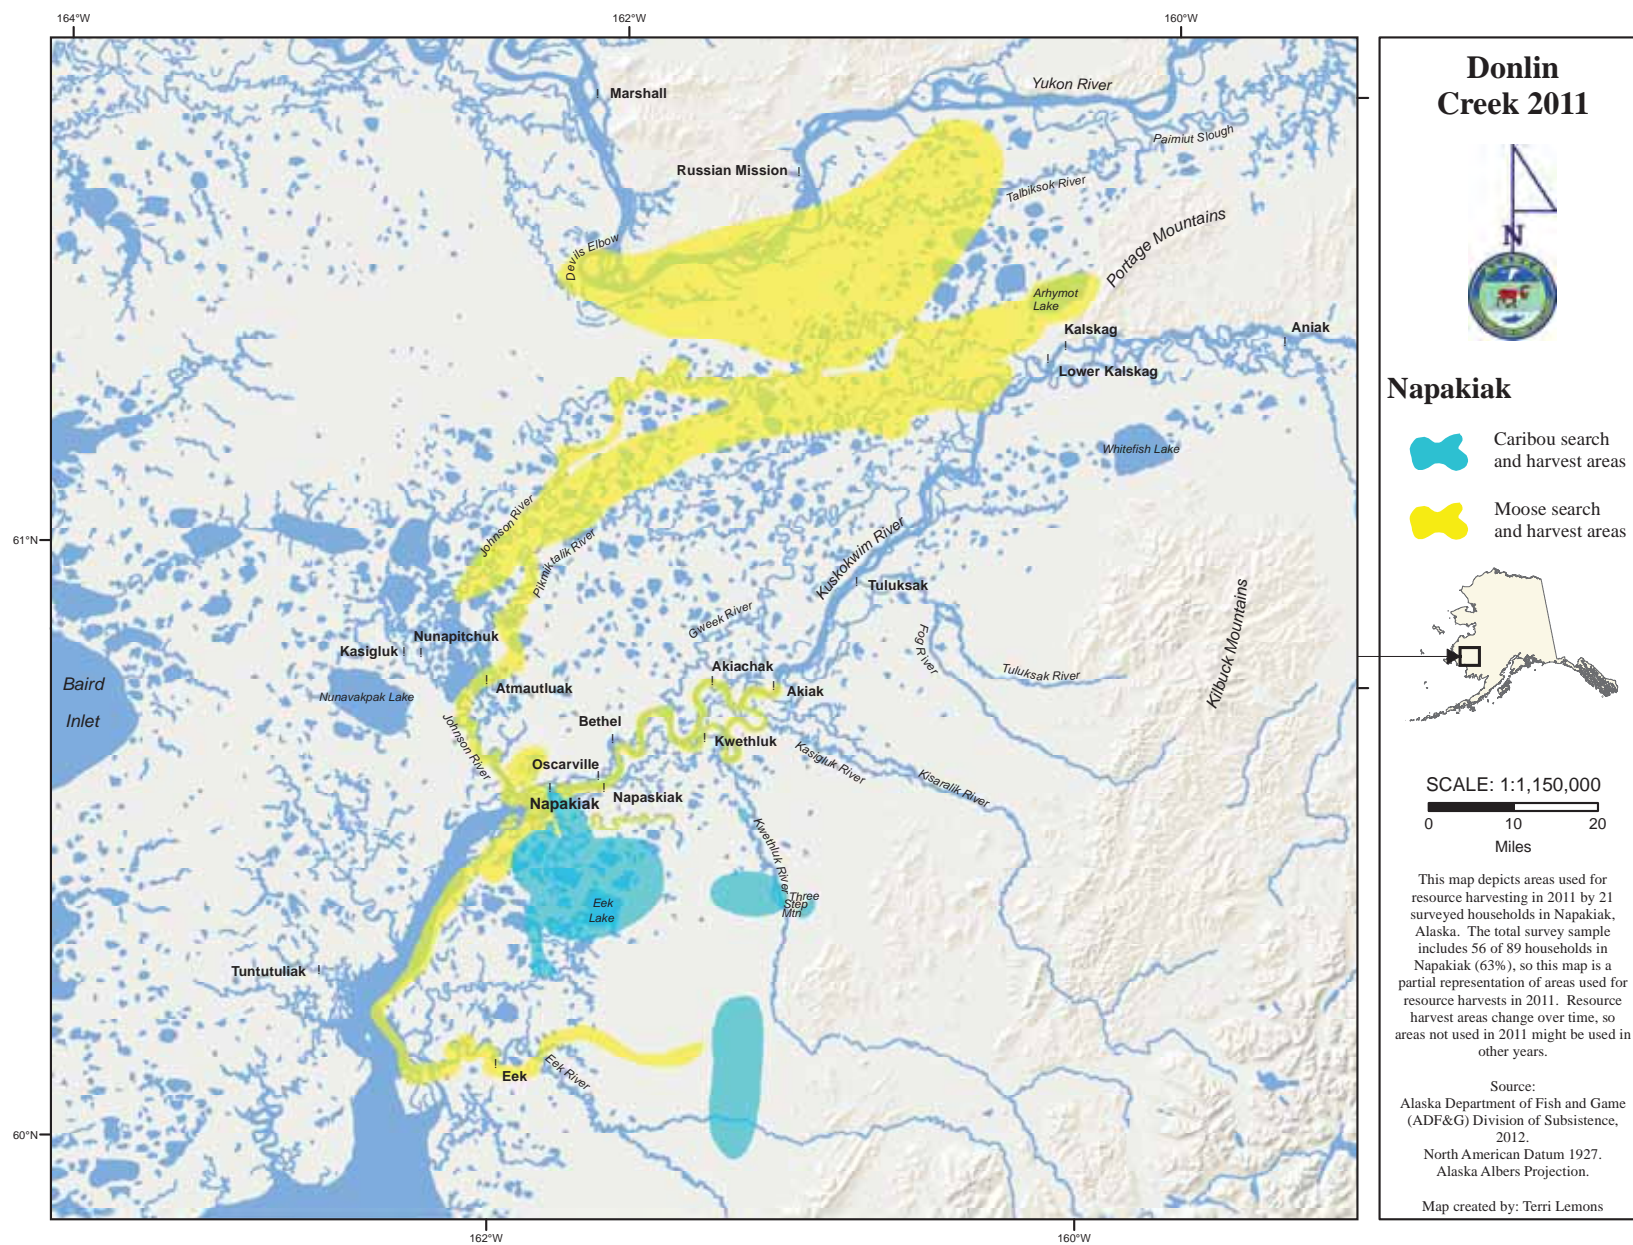 164°W
162°W
160°W
Marshall
Yukon River
Paimiut Slough
Russian Mission
Talbiksok River
Portage Mountains
Devils Elbow
Arhymot
Lake
Kalskag
Aniak
Lower Kalskag
Whitefish Lake
61°N
Johnson River
Pikmiktalik River
Kuskokwim River
Tuluksak
Gweek River
Fog River
Kilbuck Mountains
Nunapitchuk
Kasigluk
Akiachak
Tuluksak River
Baird
Inlet
Nunavakpak Lake
Atmautluak
Akiak
Johnson River
Bethel
Kwethluk
Kasigluk River
Kisaralik River
Oscarville
Napakiak
Napaskiak
Kwethluk River
Eek
Lake
Three
Step
Mtn
Tuntutuliak
Eek
Eek River
60°N
162°W
160°W
Donlin
Creek 2011
N
Napakiak
Caribou search
and harvest areas
Moose search
and harvest areas
SCALE: 1:1,150,000
0 10 20
Miles
This map depicts areas used for
resource harvesting in 2011 by 21
surveyed households in Napakiak,
Alaska. The total survey sample
includes 56 of 89 households in
Napakiak (63%), so this map is a
partial representation of areas used for
resource harvests in 2011. Resource
harvest areas change over time, so
areas not used in 2011 might be used in
other years.
Source:
Alaska Department of Fish and Game
(ADF&G) Division of Subsistence,
2012.
North American Datum 1927.
Alaska Albers Projection.
Map created by: Terri Lemons